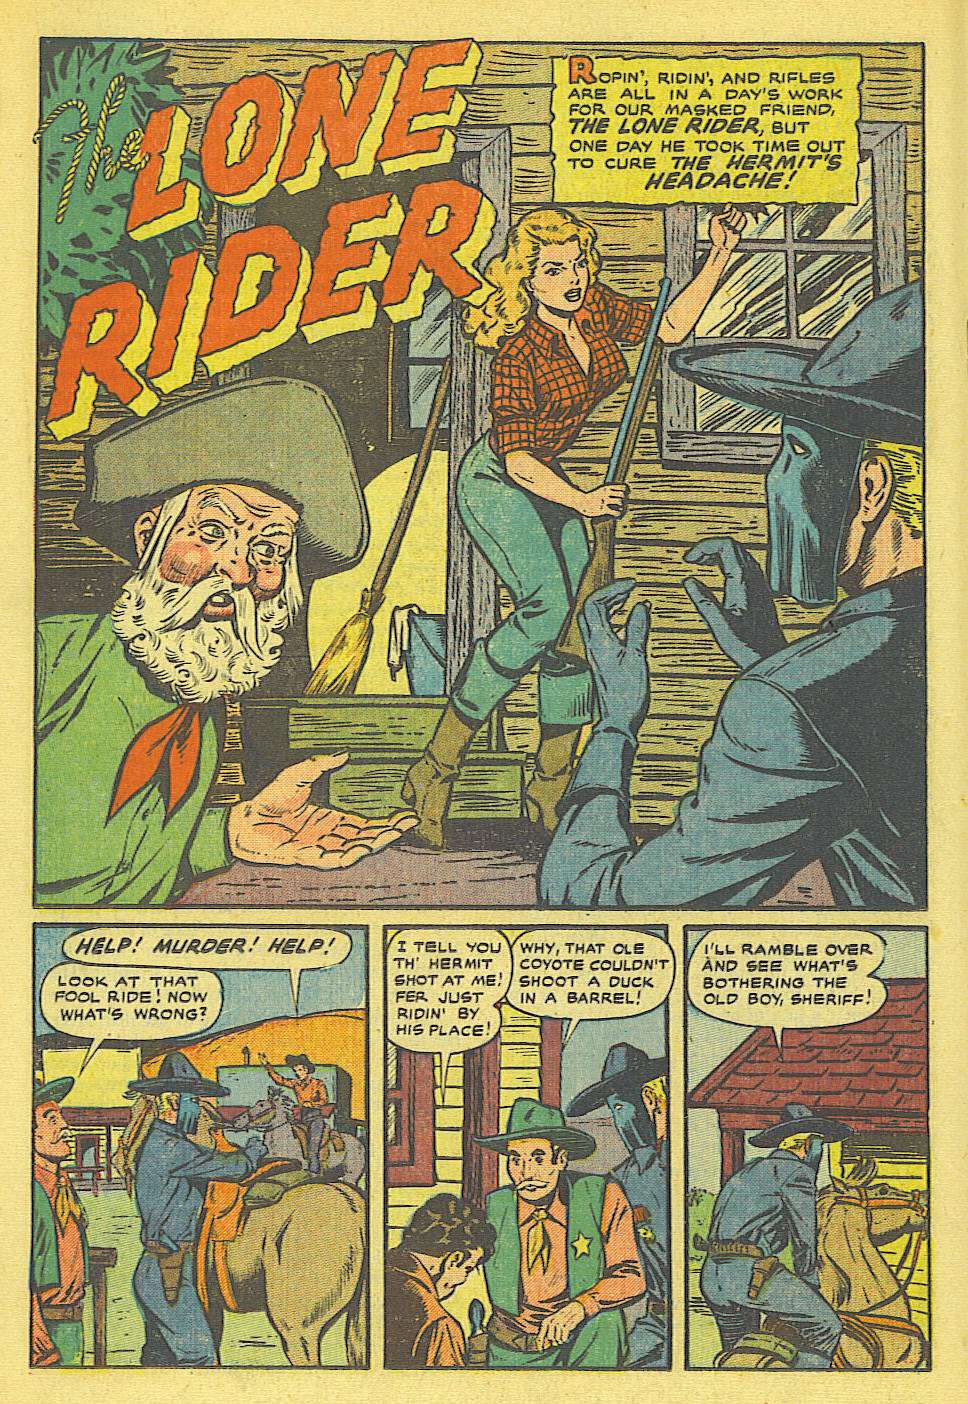 The
LONE
RIDER
ROPIN', RIDIN', AND RIFLES
ARE ALL IN A DAY'S WORK
FOR OUR MASKED FRIEND,
THE LONE RIDER, BUT
ONE DAY HE TOOK TIME OUT
TO CURE THE HERMIT'S
HEADACHE!
HELP! MURDER! HELP!
LOOK AT THAT
FOOL RIDE! NOW
WHAT'S WRONG?
I TELL YOU
TH' HERMIT
SHOT AT ME!
FER JUST
RIDIN' BY
HIS PLACE!
WHY, THAT OLE
COYOTE COULDN'T
SHOOT A DUCK
IN A BARREL!
I'LL RAMBLE OVER
AND SEE WHAT'S
BOTHERING THE
OLD BOY, SHERIFF!